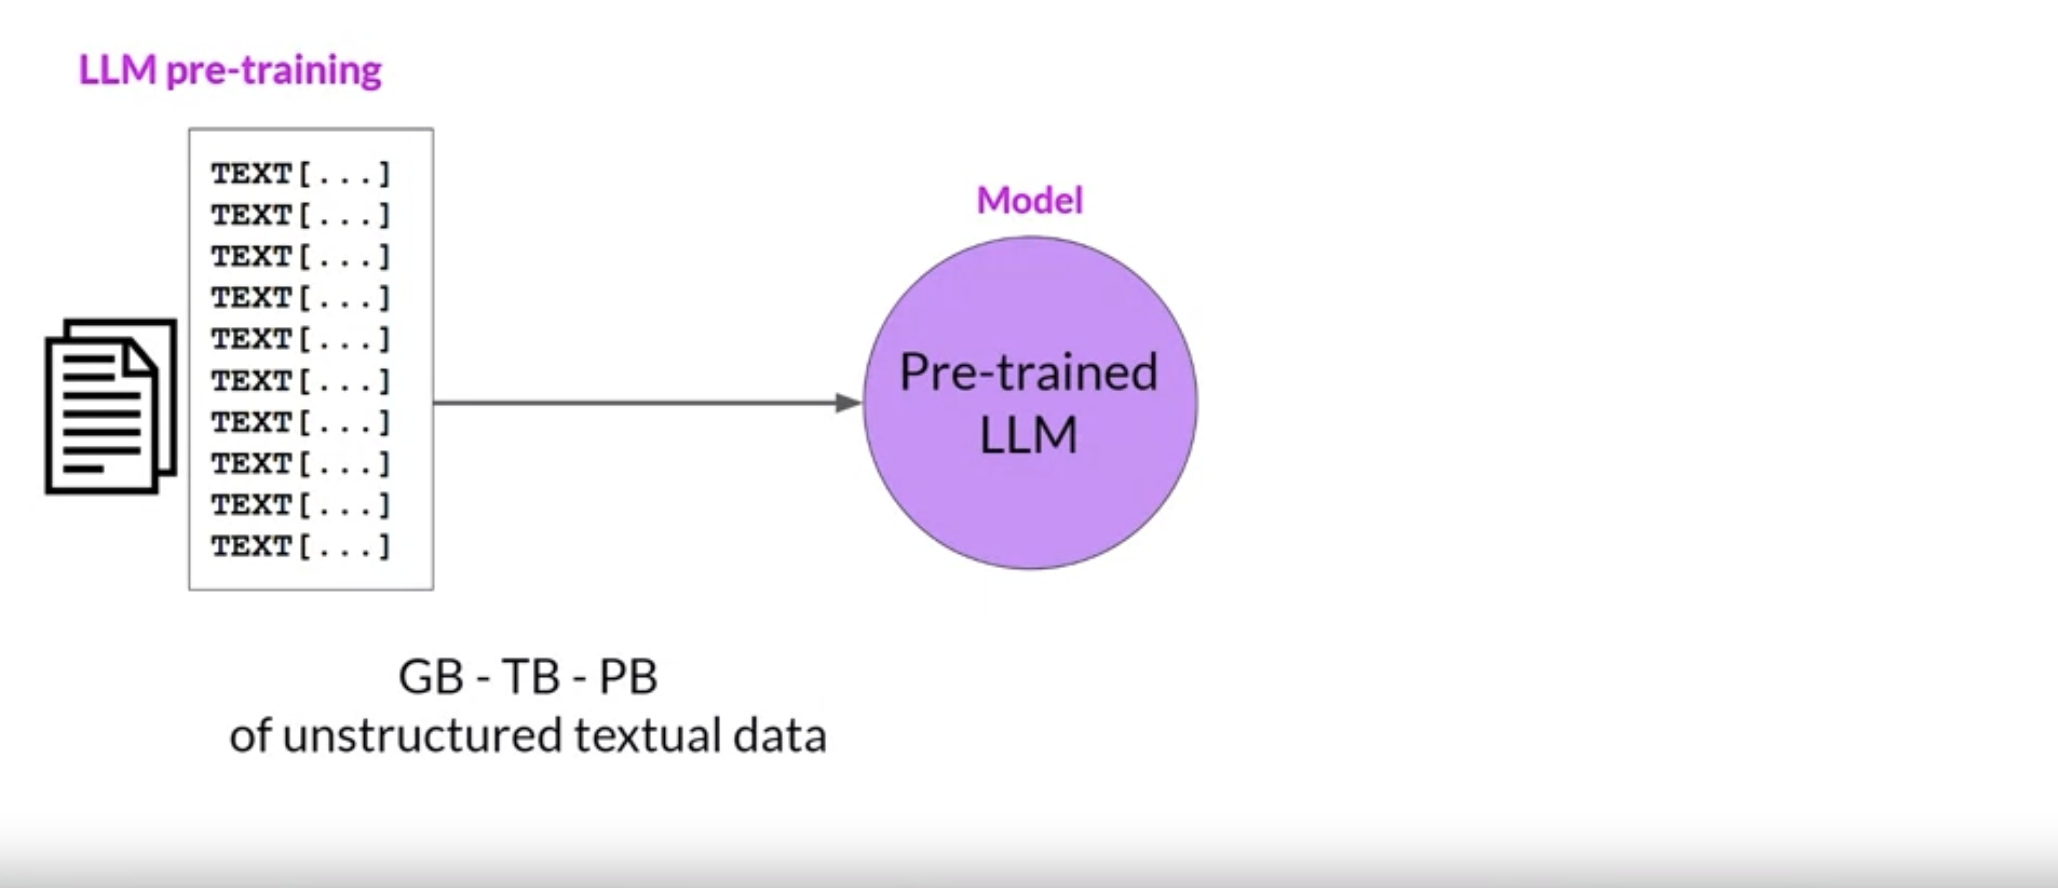 LLM pre-training
TEXT[...]
TEXT[...]
TEXT[...]
TEXT[...]
TEXT[...]
TEXT[...]
TEXT[...]
TEXT[...]
TEXT[...]
TEXT[...]
Model
Pre-trained
LLM
GB - TB - PB
of unstructured textual data